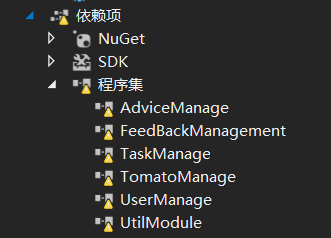 依赖项
NuGet
SDK
程序集
AdviceManage
FeedBackManagement
TaskManage
TomatoManage
UserManage
UtilModule